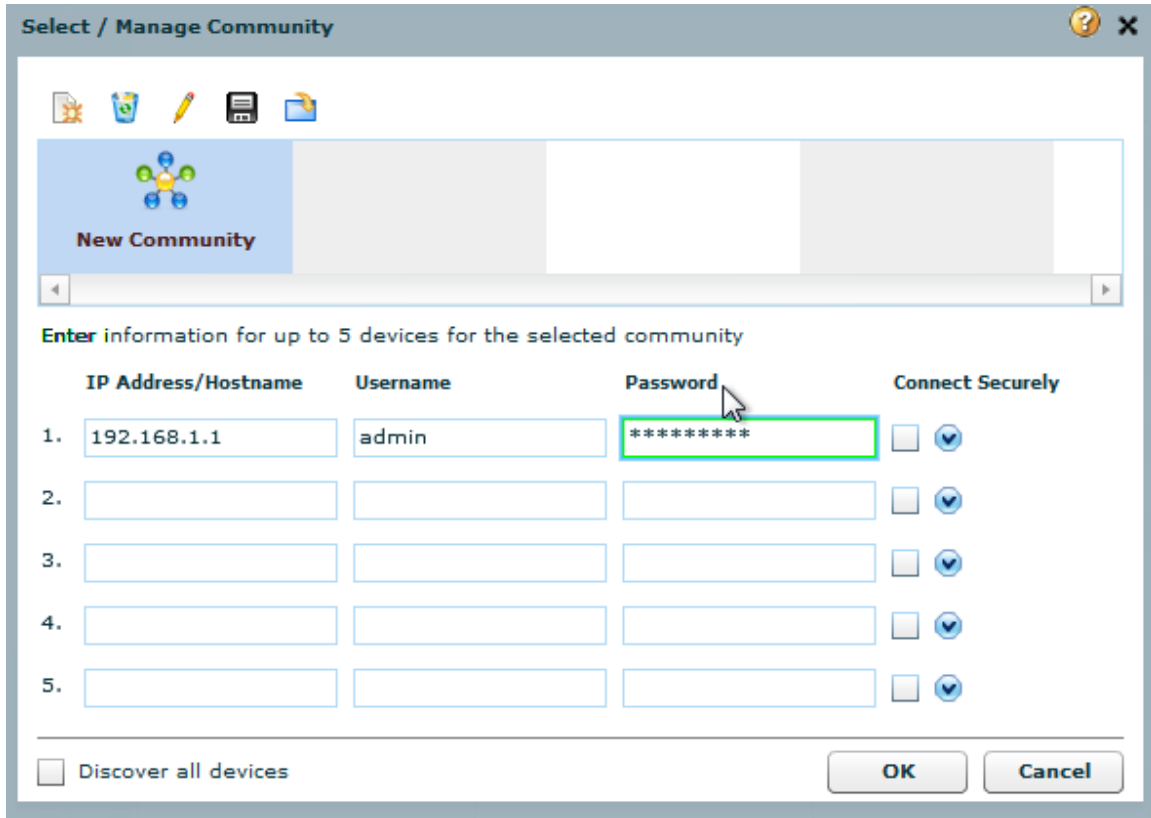 Select / Manage Community
New Community
Enter information for up to 5 devices for the selected community
IP Address/Hostname Username Password Connect Securely
1. 192.168.1.1 admin *********
2.
3.
4.
5.
Discover all devices OK Cancel